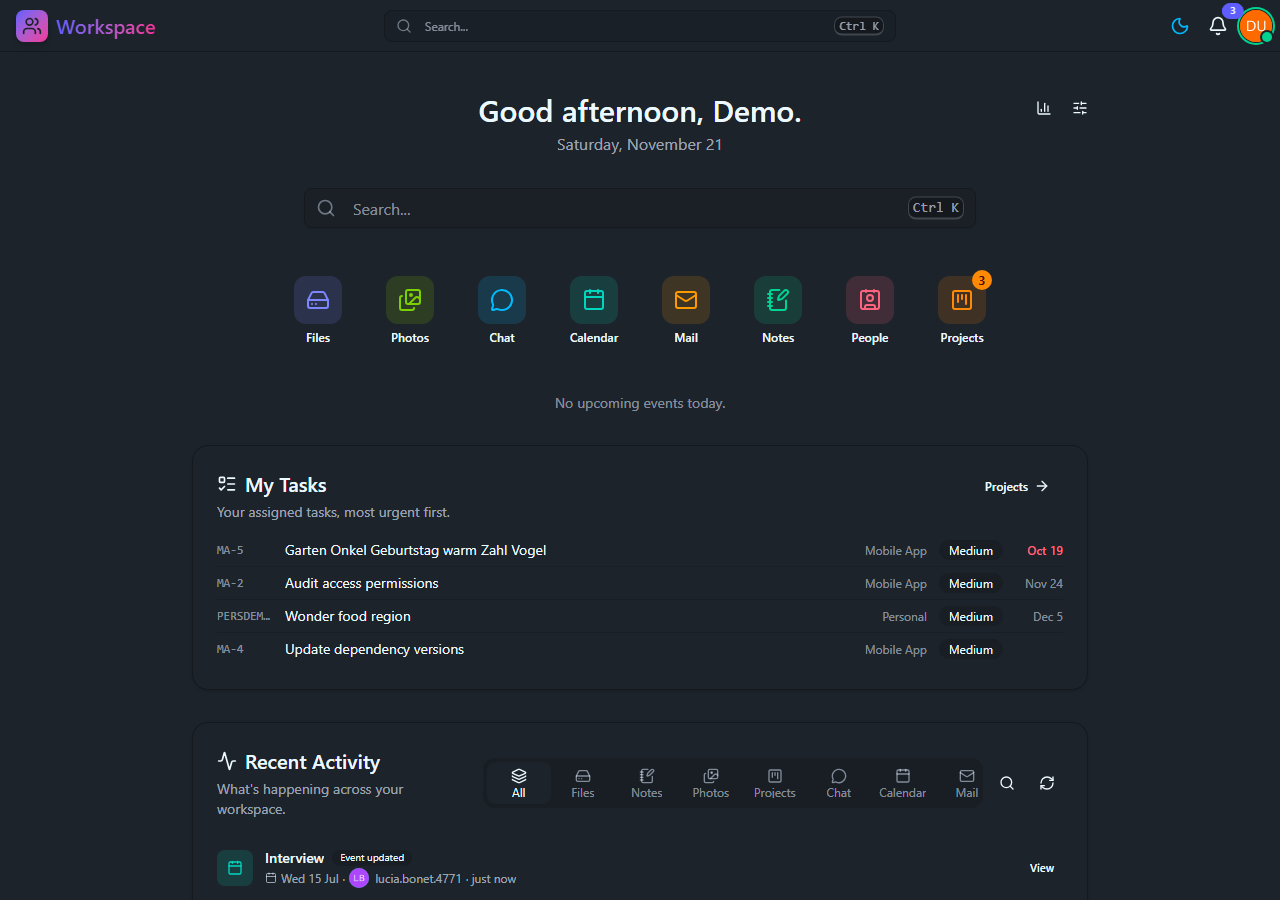 Workspace
Search...
Ctrl K
3
DU
Good afternoon, Demo.
Saturday, November 21
Search...
Ctrl K
3
Files
Photos
Chat
Calendar
Mail
Notes
People
Projects
No upcoming events today.
My Tasks
Projects
Your assigned tasks, most urgent first.
MA-5 Garten Onkel Geburtstag warm Zahl Vogel Mobile App Medium Oct 19
MA-2 Audit access permissions Mobile App Medium Nov 24
PERSDEM… Wonder food region Personal Medium Dec 5
MA-4 Update dependency versions Mobile App Medium
Recent Activity
What's happening across your
workspace.
All
Files
Notes
Photos
Projects
Chat
Calendar
Mail
Interview Event updated
Wed 15 Jul · LB lucia.bonet.4771 · just now
View